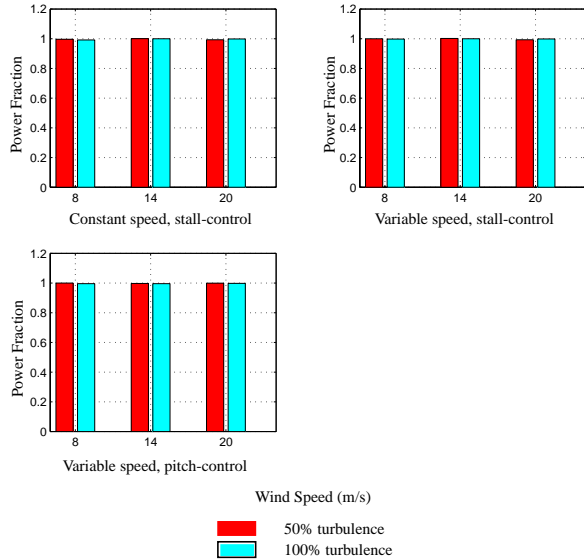 1.2
1
0.8
0.6
0.4
0.2
0
Power Fraction
8 14 20
Constant speed, stall-control
1.2
1
0.8
0.6
0.4
0.2
0
Power Fraction
8 14 20
Variable speed, stall-control
1.2
1
0.8
0.6
0.4
0.2
0
Power Fraction
8 14 20
Variable speed, pitch-control
Wind Speed (m/s)
50% turbulence
100% turbulence